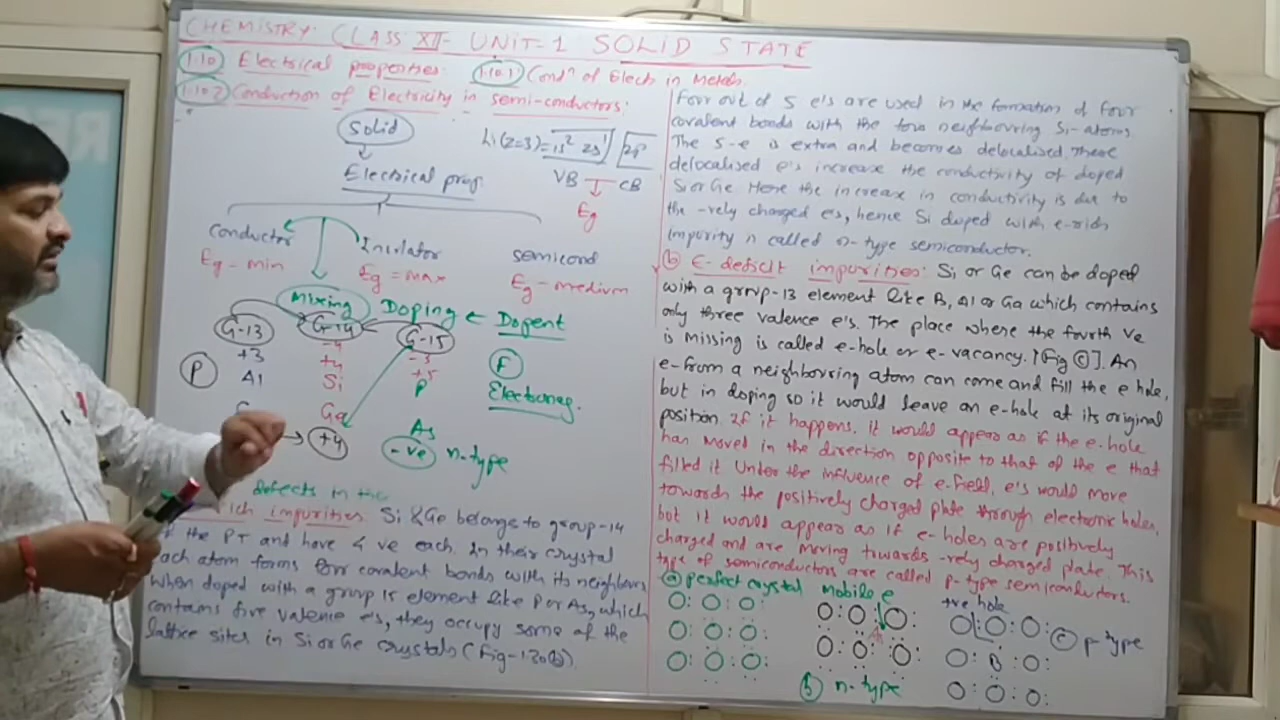 CHEMISTRY: CLASS XII- UNIT-1 SOLID STATE
1.10 Electrical properties: 1.10.1 Condⁿ of Elect. in Metals.
1.10.2 Conduction of Electricity in semi-conductors:
Solid
Li(z=3) = 1s² 2s¹ 2p
VB CB
Eg
Electrical prop.
Conductor Insulator semicond
Eg - min Eg = max Eg - medium
Mixing Doping ← Dopent
G-13 G-14 G-15
+3 -4 -3
+4 +5
P Al Si P
F
Electroneg.
Ga As
+4 -ve n-type
defects in the
rich impurities: Si & Ge belongs to group-14
the PT and have 4 ve each. In their crystal
each atom forms four covalent bonds with its neighbours
when doped with a group 15 element like P or As, which
contains five valence e's, they occupy some of the
lattice sites in Si or Ge crystals (Fig-1.30b)
Four out of 5 e's are used in the formation of four
covalent bonds with the four neighbouring Si-atoms.
The 5-e is extra and becomes delocalised. These
delocalised e's increase the conductivity of doped
Si or Ge Here the increase in conductivity is due to
the -vely charged e's, hence Si doped with e-rich
impurity is called n-type semiconductor.
(b) E-deficit impurities: Si or Ge can be doped
with a group-13 element like B, Al or Ga which contains
only three valence e's. The place where the fourth ve
is missing is called e-hole or e-vacancy. [Fig (c)]. An
e-from a neighbouring atom can come and fill the e hole,
but in doping so it would leave an e-hole at its original
position. If it happens, it would appear as if the e-hole
has moved in the direction opposite to that of the e that
filled it Under the influence of e-field, e's would move
towards the positively charged plate through electronic holes,
but it would appear as if e-holes are positively
charged and are moving trwards -vely charged plate. This
type of semiconductors are called p-type semiconductors.
(a) perfect crystal Mobile e +ve hole
As
(c) p-type
B
(b) n-type